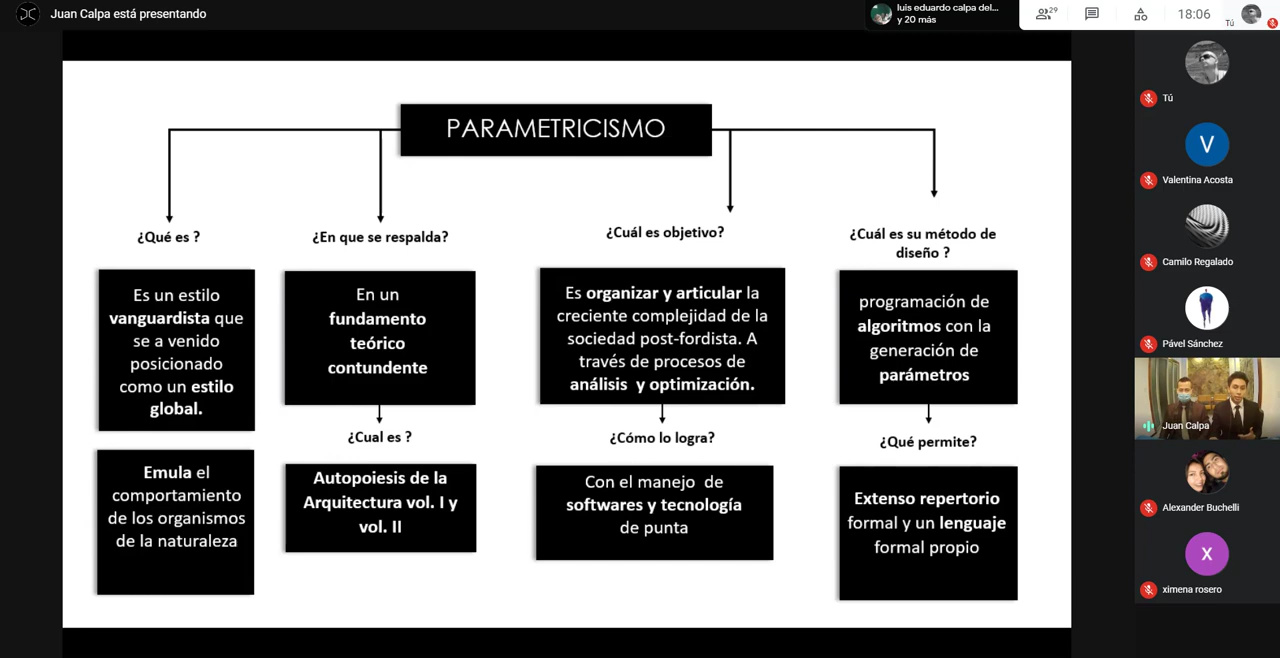 Juan Calpa está presentando
luis eduardo calpa del...
y 20 más
29
18:06
Tú
PARAMETRICISMO
¿Qué es ?
¿En que se respalda?
¿Cuál es objetivo?
¿Cuál es su método de
diseño ?
Es un estilo
vanguardista que
se a venido
posicionado
como un estilo
global.
En un
fundamento
teórico
contundente
Es organizar y articular la
creciente complejidad de la
sociedad post-fordista. A
través de procesos de
análisis y optimización.
programación de
algoritmos con la
generación de
parámetros
¿Cual es ?
¿Cómo lo logra?
¿Qué permite?
Emula el
comportamiento
de los organismos
de la naturaleza
Autopoiesis de la
Arquitectura vol. I y
vol. II
Con el manejo de
softwares y tecnología
de punta
Extenso repertorio
formal y un lenguaje
formal propio
Tú
V
Valentina Acosta
Camilo Regalado
Pável Sánchez
Juan Calpa
Alexander Buchelli
X
ximena rosero